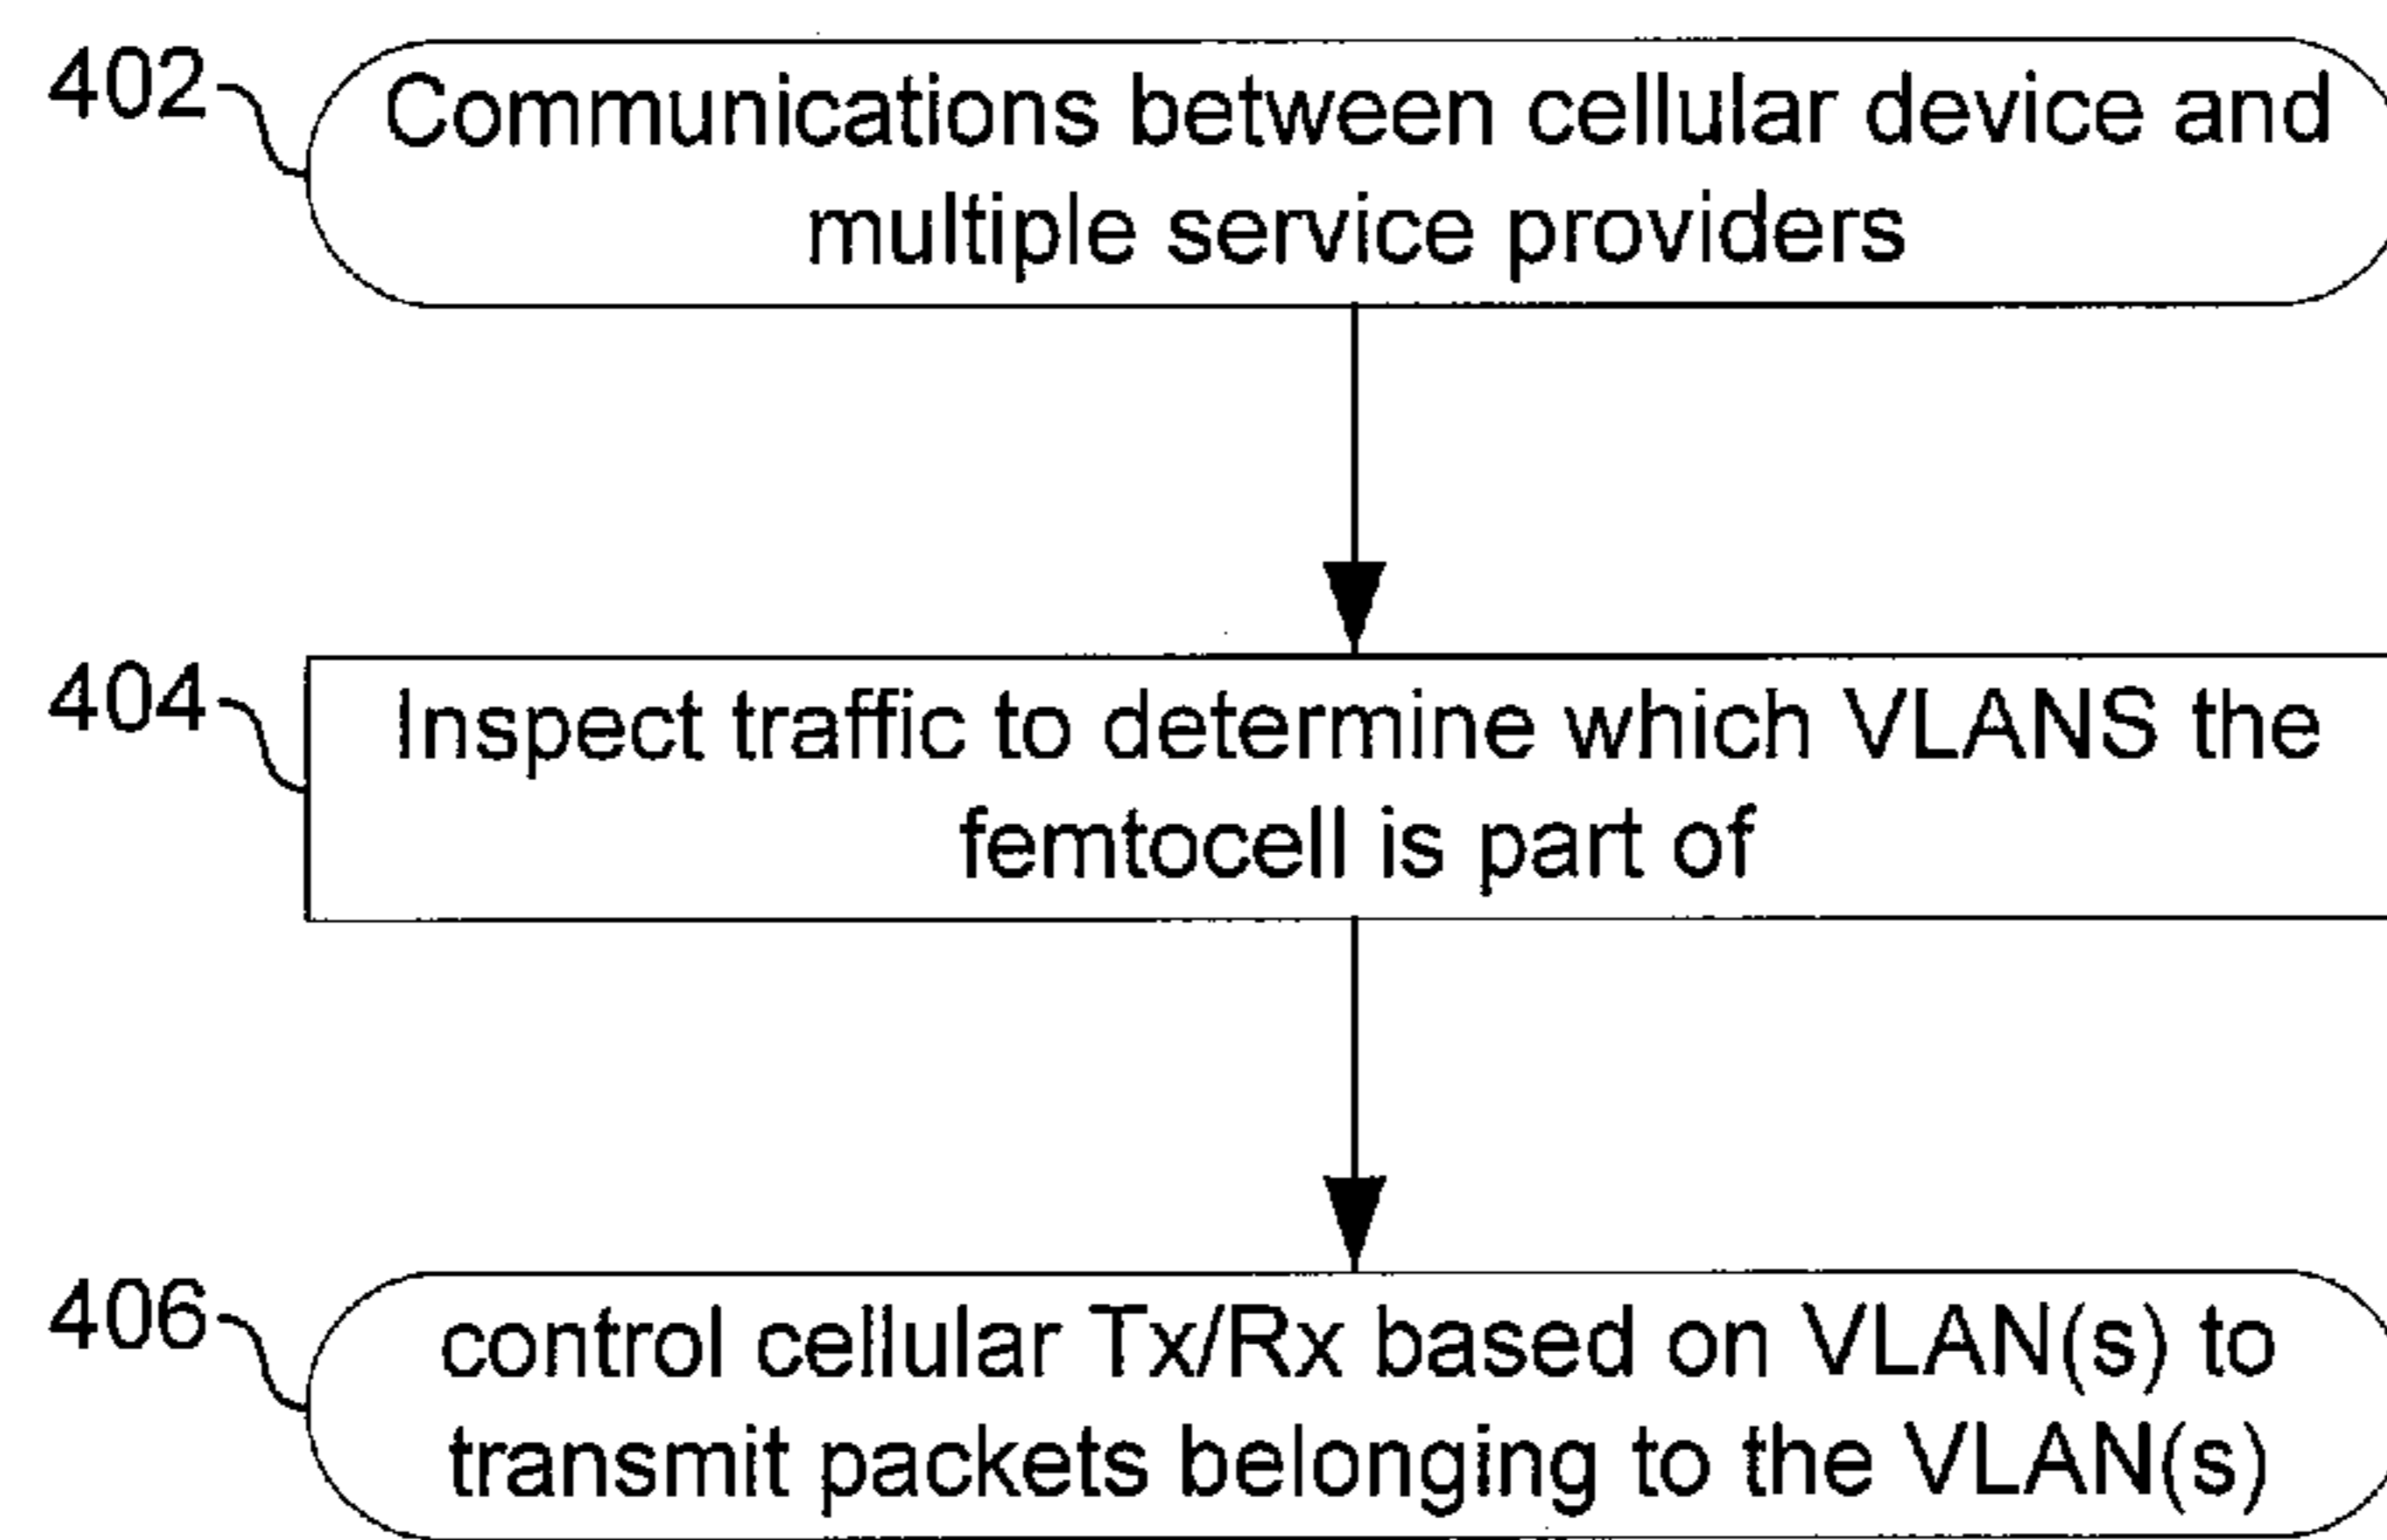 402
Communications between cellular device and
multiple service providers
404
Inspect traffic to determine which VLANS the
femtocell is part of
406
control cellular Tx/Rx based on VLAN(s) to
transmit packets belonging to the VLAN(s)